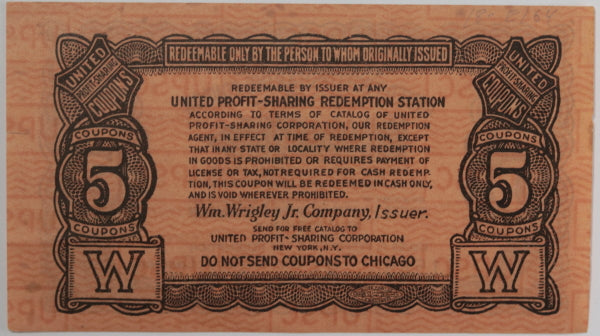 REDEEMABLE ONLY BY THE PERSON TO WHOM ORIGINALLY ISSUED
UNITED
PROFIT-SHARING
COUPONS
UNITED
PROFIT-SHARING
COUPONS
REDEEMABLE BY ISSUER AT ANY
UNITED PROFIT-SHARING REDEMPTION STATION
ACCORDING TO TERMS OF CATALOG OF UNITED
PROFIT-SHARING CORPORATION, OUR REDEMPTION
AGENT, IN EFFECT AT TIME OF REDEMPTION, EXCEPT
THAT IN ANY STATE OR LOCALITY WHERE REDEMPTION
IN GOODS IS PROHIBITED OR REQUIRES PAYMENT OF
LICENSE OR TAX, NOT REQUIRED FOR CASH REDEMP-
TION, THIS COUPON WILL BE REDEEMED IN CASH ONLY,
AND IS VOID WHEREVER PROHIBITED.
Wm. Wrigley Jr. Company, Issuer.
SEND FOR FREE CATALOG TO
UNITED PROFIT-SHARING CORPORATION
NEW YORK, N.Y.
DO NOT SEND COUPONS TO CHICAGO
COUPONS
5
COUPONS
W
COUPONS
5
COUPONS
W